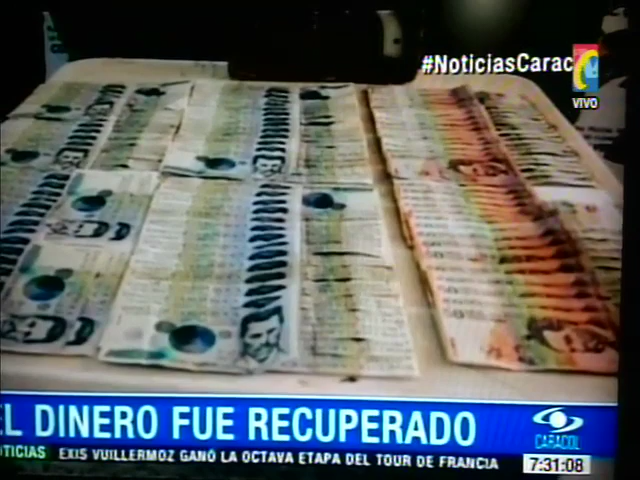 #NoticiasCarac
VIVO
EL DINERO FUE RECUPERADO
CARACOL
TICIAS EXIS VUILLERMOZ GANÓ LA OCTAVA ETAPA DEL TOUR DE FRANCIA
7:31:08